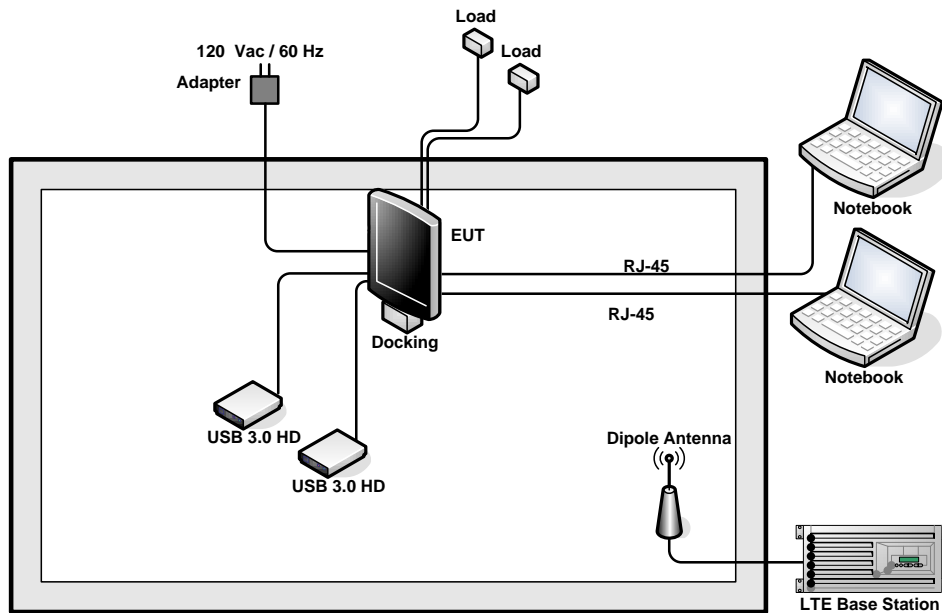 Load
Load
120 Vac / 60 Hz
Adapter
Notebook
EUT
RJ-45
RJ-45
Docking
Notebook
USB 3.0 HD
Dipole Antenna
USB 3.0 HD
LTE Base Station